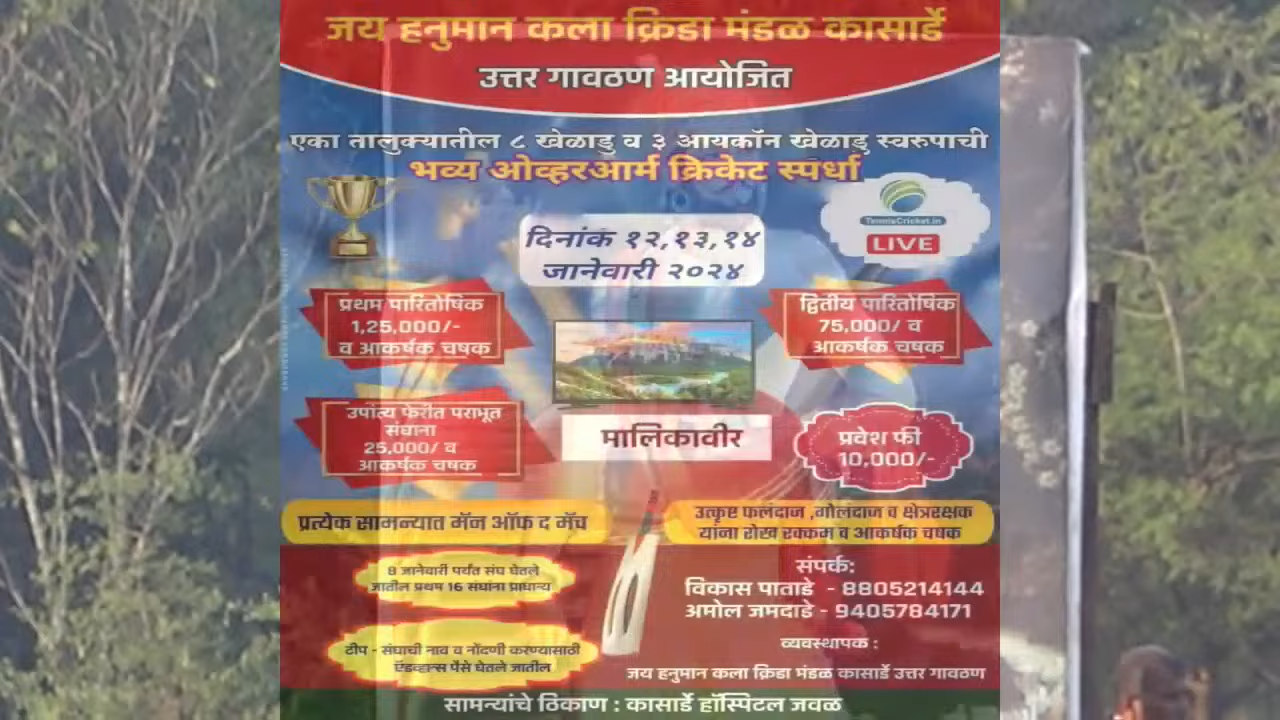 जय हनुमान कला क्रिडा मंडळ कासार्डे
उत्तर गावठण आयोजित
एका तालुक्यातील ८ खेळाडु व ३ आयकॉन खेळाडु स्वरुपाची
भव्य ओव्हरआर्म क्रिकेट स्पर्धा
TennisCricket.in
LIVE
दिनांक १२,१३,१४
जानेवारी २०२४
प्रथम पारितोषिक
1,25,000/-
व आकर्षक चषक
द्वितीय पारितोषिक
75,000/ व
आकर्षक चषक
उपांत्य फेरीत पराभूत
संघाना
25,000/ व
आकर्षक चषक
मालिकावीर
प्रवेश फी
10,000/-
प्रत्येक सामन्यात मॅन ऑफ द मॅच
उत्कृष्ट फलंदाज ,गोलंदाज व क्षेत्ररक्षक
यांना रोख रक्कम व आकर्षक चषक
8 जानेवारी पर्यंत संघ घेतले
जातील प्रथम 16 संघांना प्राधान्य
टीप - संघाची नाव व नोंदणी करण्यासाठी
ऍडव्हान्स पैसे घेतले जातील
संपर्क:
विकास पाताडे - 8805214144
अमोल जमदाडे - 9405784171
व्यवस्थापक :
जय हनुमान कला क्रिडा मंडळ कासार्डे उत्तर गावठण
सामन्यांचे ठिकाण : कासार्डे हॉस्पिटल जवळ